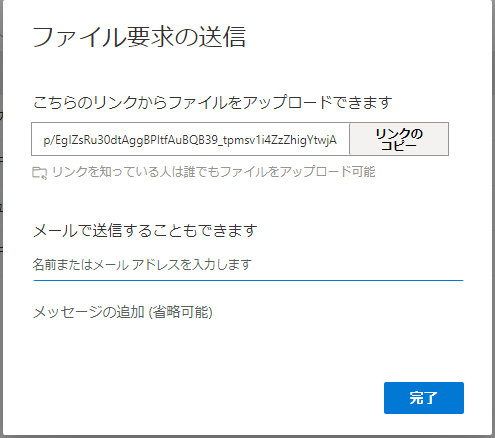 ファイル要求の送信
こちらのリンクからファイルをアップロードできます
p/EgIZsRu30dtAggBPItfAuBQB39_tpmsv1i4ZzZhigYtwjA
リンクの
コピー
リンクを知っている人は誰でもファイルをアップロード可能
メールで送信することもできます
名前またはメール アドレスを入力します
メッセージの追加 (省略可能)
完了